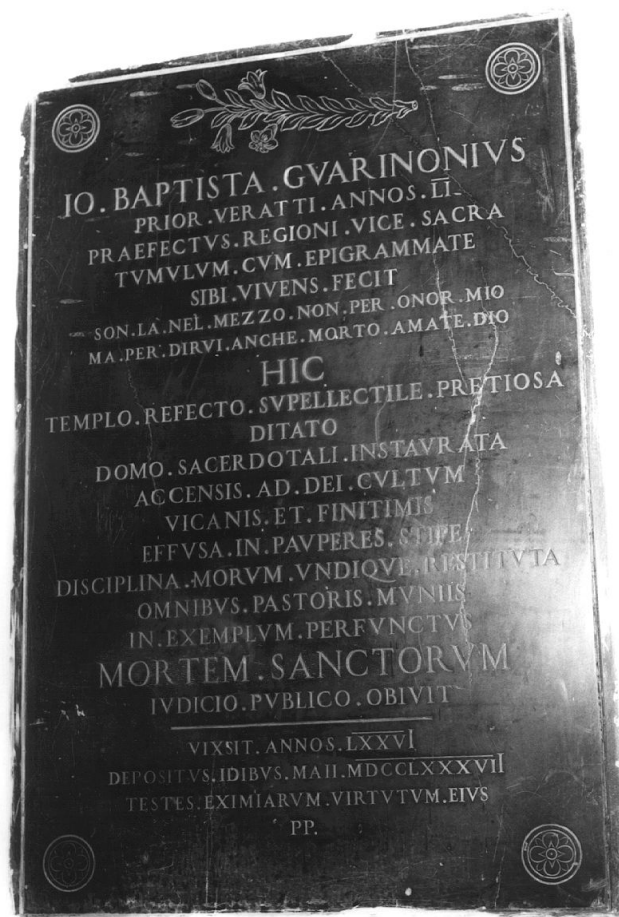 IO. BAPTISTA. GVARINONIVS
PRIOR. VERATTI. ANNOS. LI
PRAEFECTVS. REGIONI. VICE. SACRA
TVMVLVM. CVM. EPIGRAMMATE
SIBI. VIVENS. FECIT
SON. LA. NEL. MEZZO. NON. PER. ONOR. MIO
MA. PER. DIRVI. ANCHE. MORTO. AMATE. DIO
HIC
TEMPLO. REFECTO. SVPELLECTILE. PRETIOSA
DITATO
DOMO. SACERDOTALI. INSTAVRATA
ACCENSIS. AD. DEI. CVLTVM
VICANIS. ET. FINITIMIS
EFFVSA. IN. PAVPERES. STIPE
DISCIPLINA. MORVM. VNDIQVE. RESTITVTA
OMNIBVS. PASTORIS. MVNIIS
IN. EXEMPLVM. PERFVNCTVS
MORTEM. SANCTORVM
IVDICIO. PVBLICO. OBIVIT
VIXSIT. ANNOS. LXXVI
DEPOSITVS. IDIBVS. MAII. MDCCLXXXVII
TESTES. EXIMIARVM. VIRTVTVM. EIVS
PP.